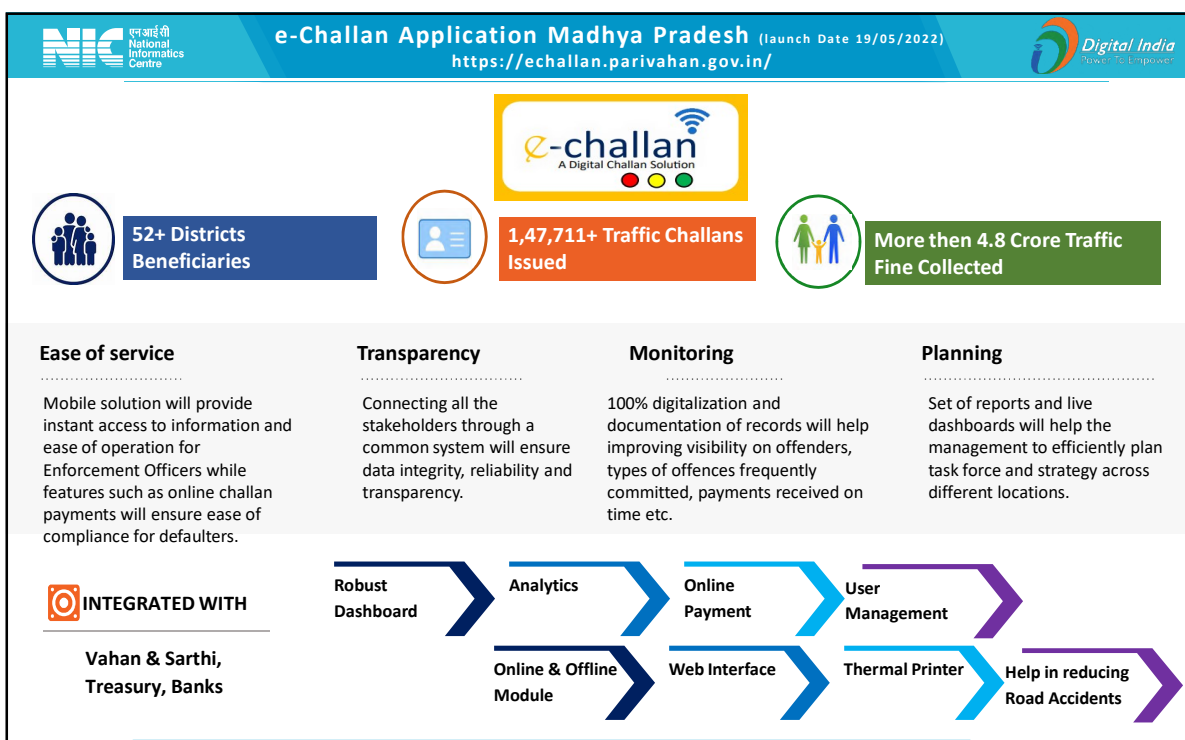 NIC
एन आई सी
National
Informatics
Centre
e-Challan Application Madhya Pradesh (launch Date 19/05/2022)
https://echallan.parivahan.gov.in/
Digital India
Power To Empower
e-challan
A Digital Challan Solution
52+ Districts
Beneficiaries
1,47,711+ Traffic Challans
Issued
More then 4.8 Crore Traffic
Fine Collected
Ease of service
Mobile solution will provide
instant access to information and
ease of operation for
Enforcement Officers while
features such as online challan
payments will ensure ease of
compliance for defaulters.
Transparency
Connecting all the
stakeholders through a
common system will ensure
data integrity, reliability and
transparency.
Monitoring
100% digitalization and
documentation of records will help
improving visibility on offenders,
types of offences frequently
committed, payments received on
time etc.
Planning
Set of reports and live
dashboards will help the
management to efficiently plan
task force and strategy across
different locations.
INTEGRATED WITH
Vahan & Sarthi,
Treasury, Banks
Robust
Dashboard
Analytics
Online
Payment
User
Management
Online & Offline
Module
Web Interface
Thermal Printer
Help in reducing
Road Accidents